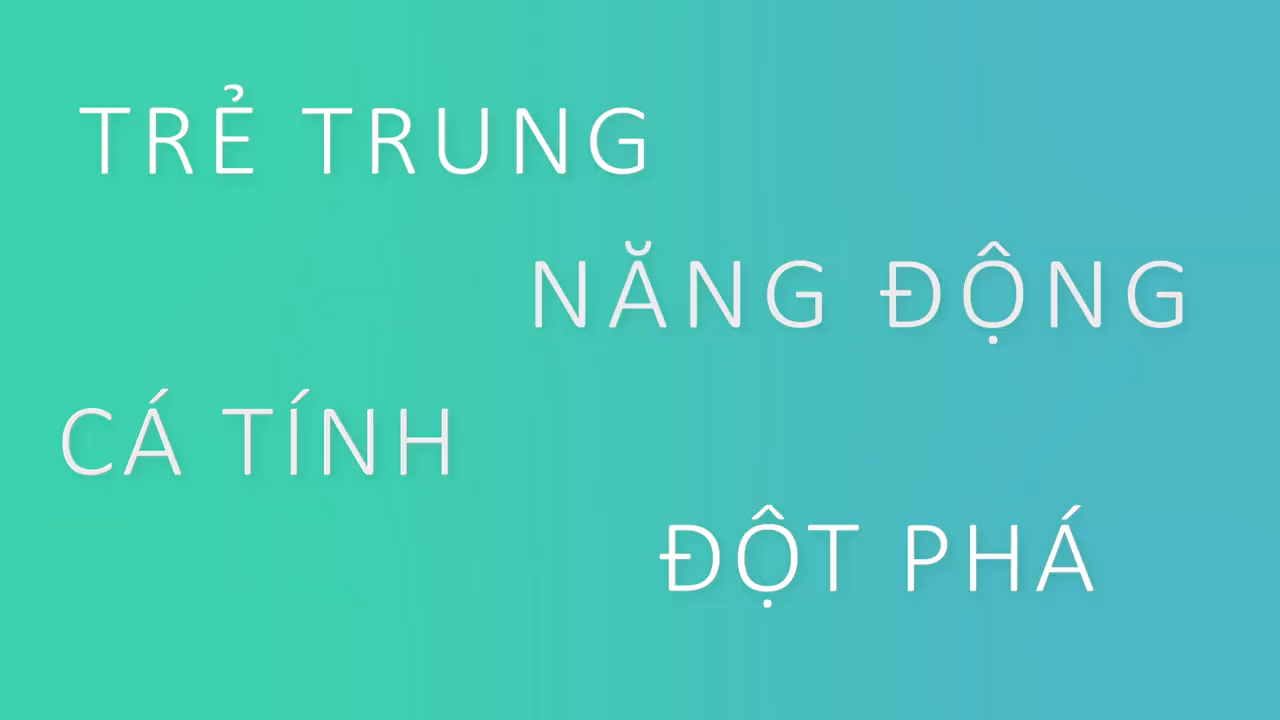 TRẺ TRUNG
NĂNG ĐỘNG
CÁ TÍNH
ĐỘT PHÁ